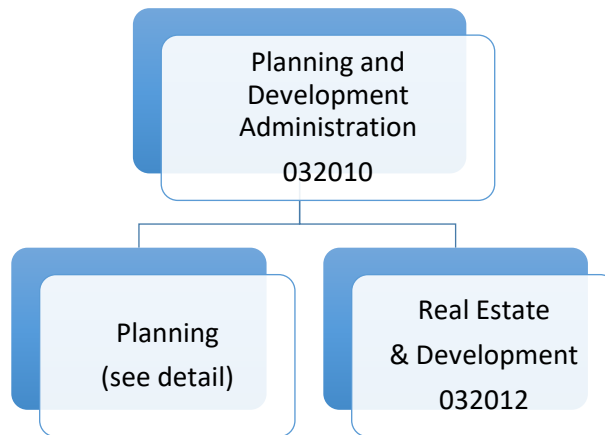 Planning and
Development
Administration
032010
Planning
(see detail)
Real Estate
& Development
032012